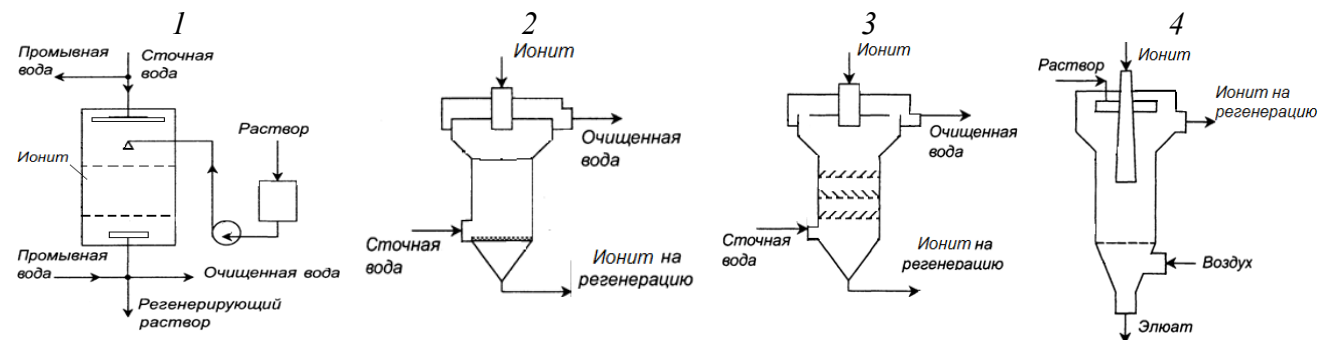 1
Промывная
вода
Сточная
вода
Раствор
Ионит
Промывная
вода
Очищенная вода
Регенерирующий
раствор
2
Ионит
Очищенная
вода
Сточная
вода
Ионит на
регенерацию
3
Ионит
Очищенная
вода
Сточная
вода
Ионит на
регенерацию
4
Ионит
Раствор
Ионит на
регенерацию
Воздух
Элюат